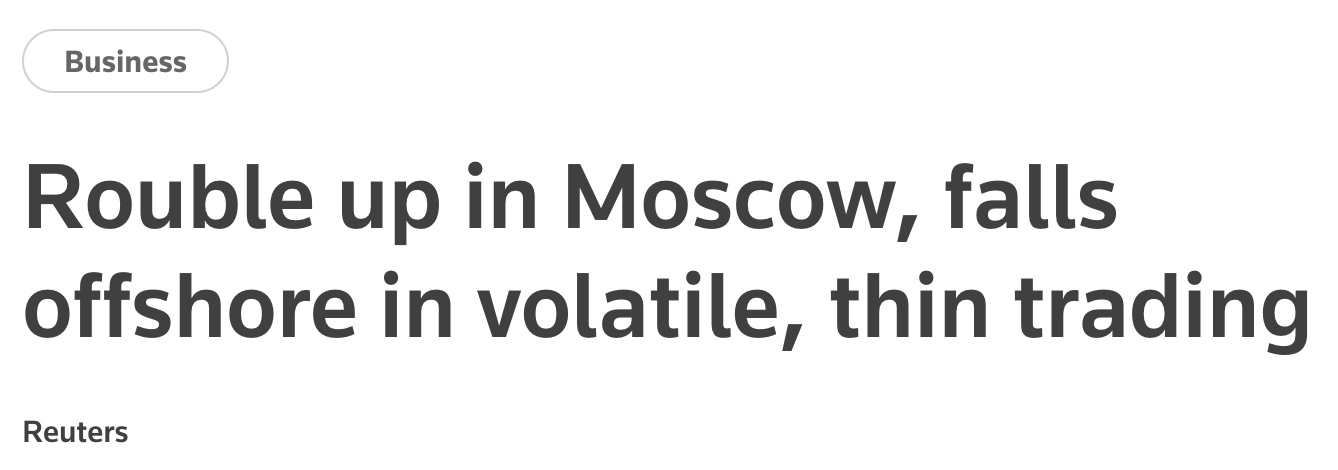 Business
Rouble up in Moscow, falls
offshore in volatile, thin trading
Reuters